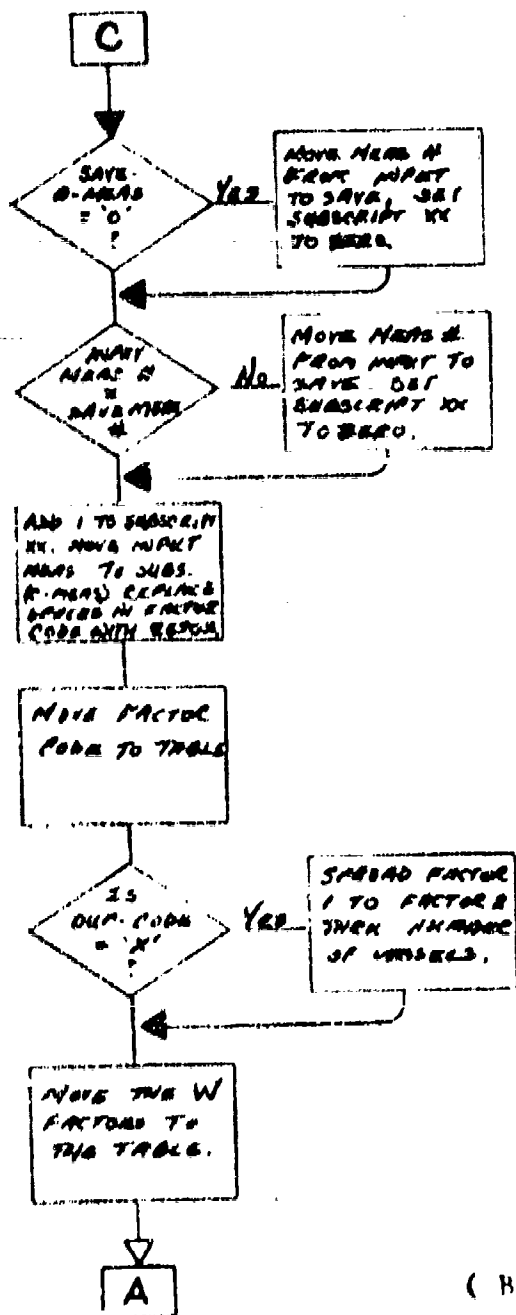 C
SAVE-
#-MEAS
= '0'
?
YES
MOVE MEAS #
FROM INPUT
TO SAVE. SET
SUBSCRIPT XX
TO ZERO.
INPUT
MEAS #
=
SAVE MEAS
#
NO
MOVE MEAS #
FROM INPUT TO
SAVE. SET
SUBSCRIPT XX
TO ZERO.
ADD 1 TO SUBSCRIPT
XX. MOVE INPUT
MEAS TO SUBS.
REPLACE
IN FACTOR
CODE WITH ZEROS
MOVE FACTOR
CODE TO TABLE
IS
DUP-CODE
= 'X'
?
YES
SPREAD FACTOR
1 TO FACTOR
THEN NUMBER
OF VESSELS.
MOVE THE W
FACTORS TO
THE TABLE.
A